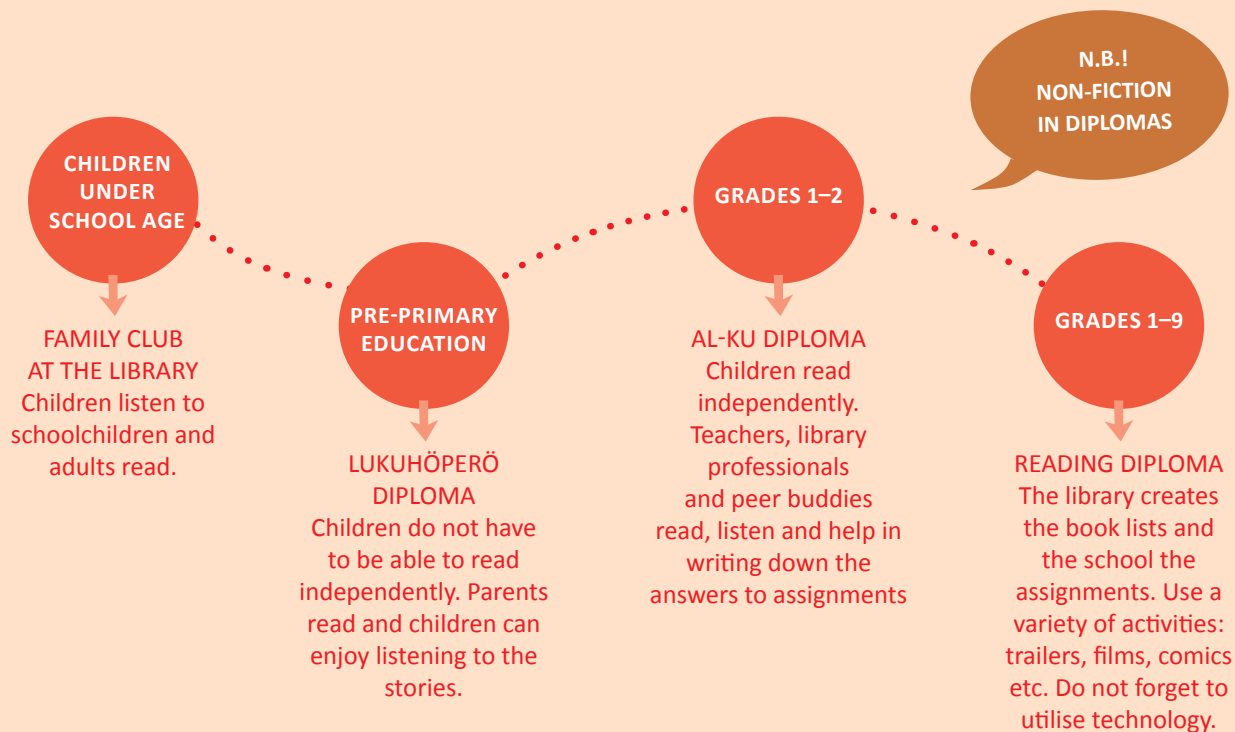 CHILDREN
UNDER
SCHOOL AGE
FAMILY CLUB
AT THE LIBRARY
Children listen to
schoolchildren and
adults read.
PRE-PRIMARY
EDUCATION
LUKUHÖPERÖ
DIPLOMA
Children do not have
to be able to read
independently. Parents
read and children can
enjoy listening to the
stories.
GRADES 1–2
AL-KU DIPLOMA
Children read
independently.
Teachers, library
professionals
and peer buddies
read, listen and help in
writing down the
answers to assignments
N.B.!
NON-FICTION
IN DIPLOMAS
GRADES 1–9
READING DIPLOMA
The library creates
the book lists and
the school the
assignments. Use a
variety of activities:
trailers, films, comics
etc. Do not forget to
utilise technology.